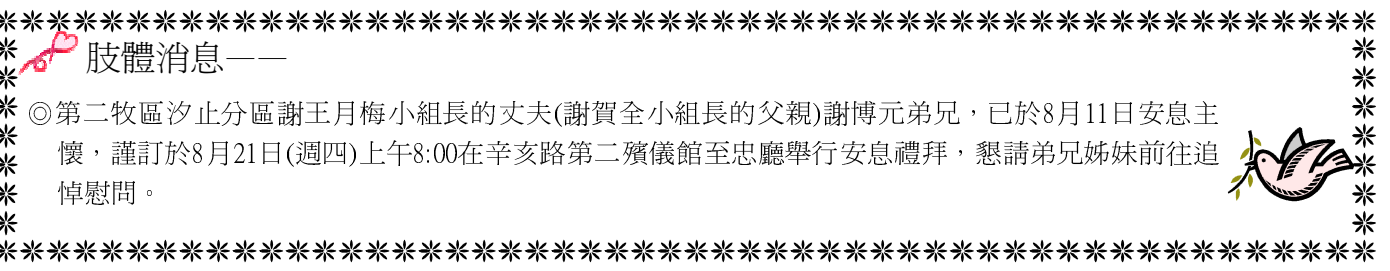 肢體消息——
◎第二牧區汐止分區謝王月梅小組長的丈夫(謝賀全小組長的父親)謝博元弟兄，已於8月11日安息主
懷，謹訂於8月21日(週四)上午8:00在辛亥路第二殯儀館至忠廳舉行安息禮拜，懇請弟兄姊妹前往追
悼慰問。